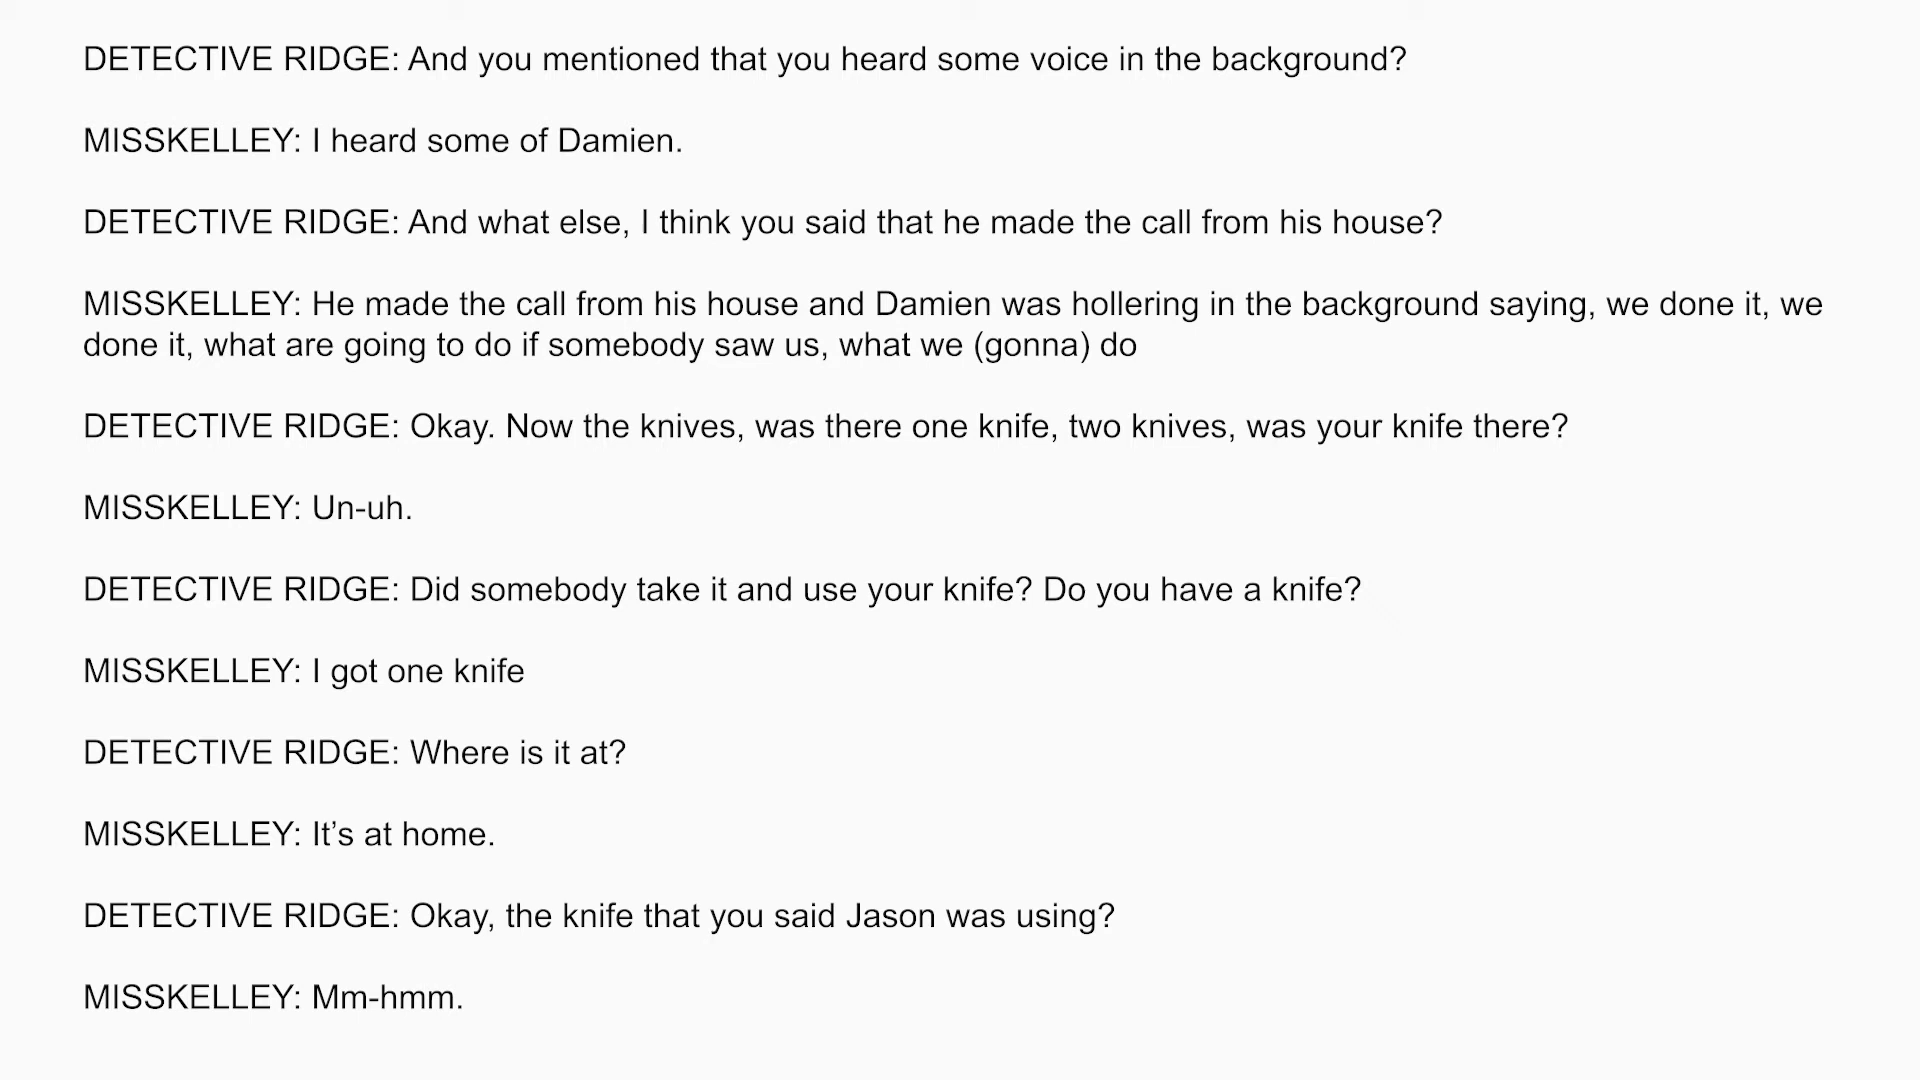 DETECTIVE RIDGE: And you mentioned that you heard some voice in the background?
MISSKELLEY: I heard some of Damien.
DETECTIVE RIDGE: And what else, I think you said that he made the call from his house?
MISSKELLEY: He made the call from his house and Damien was hollering in the background saying, we done it, we
done it, what are going to do if somebody saw us, what we (gonna) do
DETECTIVE RIDGE: Okay. Now the knives, was there one knife, two knives, was your knife there?
MISSKELLEY: Un-uh.
DETECTIVE RIDGE: Did somebody take it and use your knife? Do you have a knife?
MISSKELLEY: I got one knife
DETECTIVE RIDGE: Where is it at?
MISSKELLEY: It’s at home.
DETECTIVE RIDGE: Okay, the knife that you said Jason was using?
MISSKELLEY: Mm-hmm.